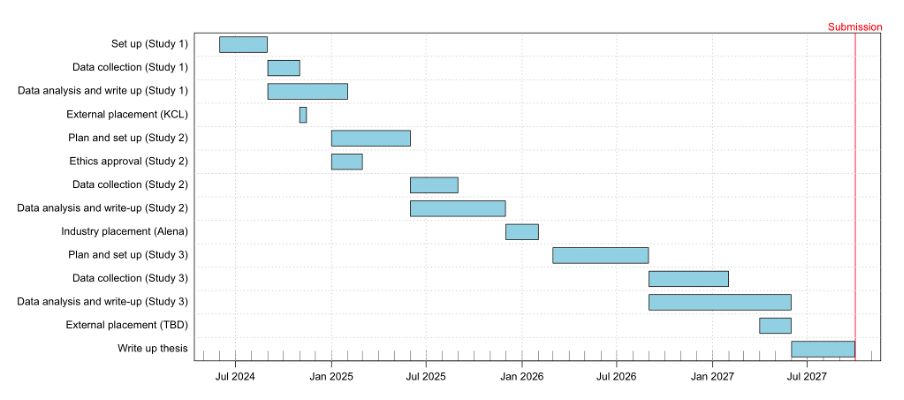 Submission
Set up (Study 1)
Data collection (Study 1)
Data analysis and write up (Study 1)
External placement (KCL)
Plan and set up (Study 2)
Ethics approval (Study 2)
Data collection (Study 2)
Data analysis and write-up (Study 2)
Industry placement (Alena)
Plan and set up (Study 3)
Data collection (Study 3)
Data analysis and write-up (Study 3)
External placement (TBD)
Write up thesis
Jul 2024 Jan 2025 Jul 2025 Jan 2026 Jul 2026 Jan 2027 Jul 2027